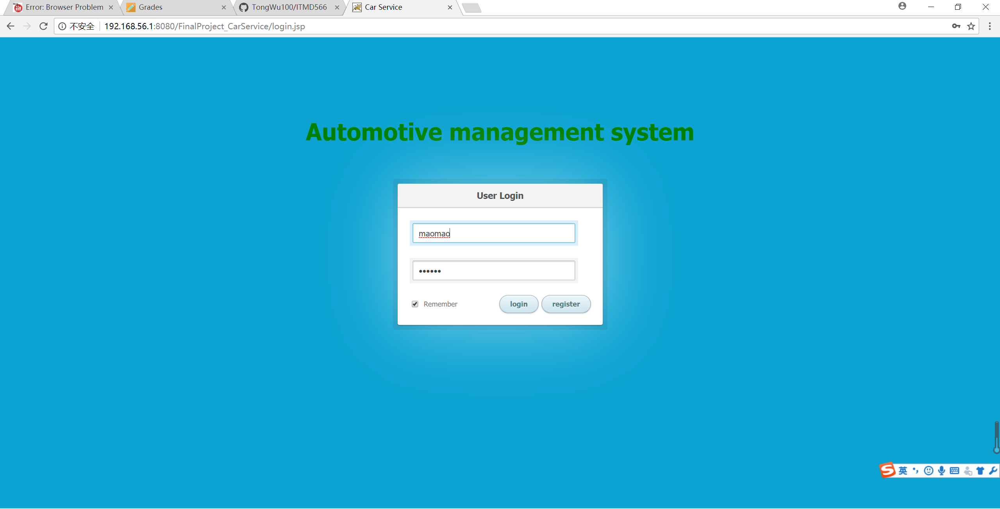 Error: Browser Problem
Grades
TongWu100/ITMD566
Car Service
不安全
192.168.56.1:8080/FinalProject_CarService/login.jsp
Automotive management system
User Login
maomao
••••••
Remember
login
register
S英